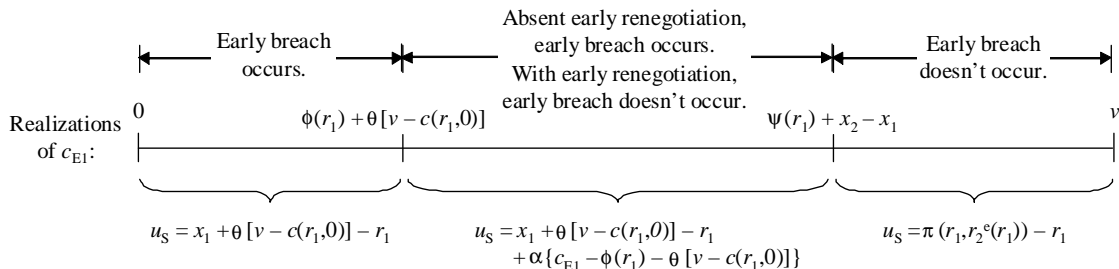 Early breach
occurs.
Absent early renegotiation,
early breach occurs.
With early renegotiation,
early breach doesn't occur.
Early breach
doesn't occur.
Realizations
of c_E1:
0
ϕ(r_1) + θ[v − c(r_1,0)]
ψ(r_1) + x_2 − x_1
v
u_S = x_1 + θ[v − c(r_1,0)] − r_1
u_S = x_1 + θ[v − c(r_1,0)] − r_1
+ α{c_E1 − ϕ(r_1) − θ[v − c(r_1,0)]}
u_S = π(r_1,r_2^e(r_1)) − r_1